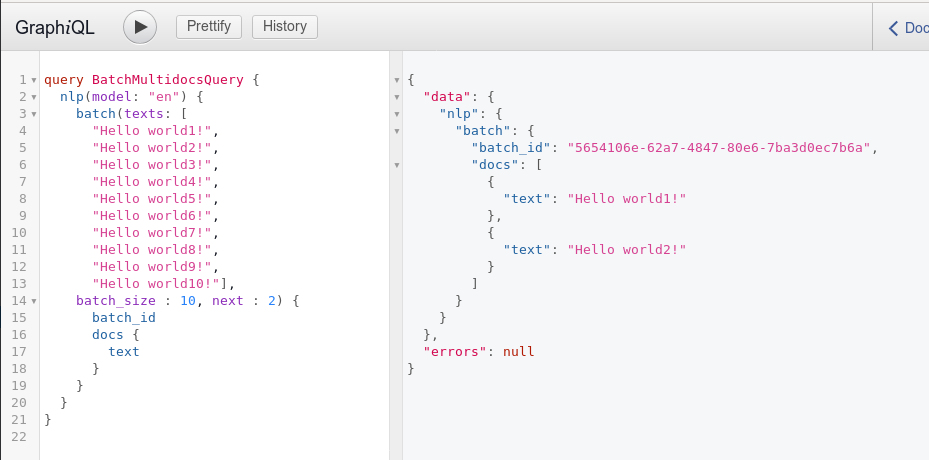 GraphiQL Prettify History Doc
1 query BatchMultidocsQuery {
2 nlp(model: "en") {
3 batch(texts: [
4 "Hello world1!",
5 "Hello world2!",
6 "Hello world3!",
7 "Hello world4!",
8 "Hello world5!",
9 "Hello world6!",
10 "Hello world7!",
11 "Hello world8!",
12 "Hello world9!",
13 "Hello world10!"],
14 batch_size : 10, next : 2) {
15 batch_id
16 docs {
17 text
18 }
19 }
20 }
21 }
22
{
"data": {
"nlp": {
"batch": {
"batch_id": "5654106e-62a7-4847-80e6-7ba3d0ec7b6a",
"docs": [
{
"text": "Hello world1!"
},
{
"text": "Hello world2!"
}
]
}
}
},
"errors": null
}